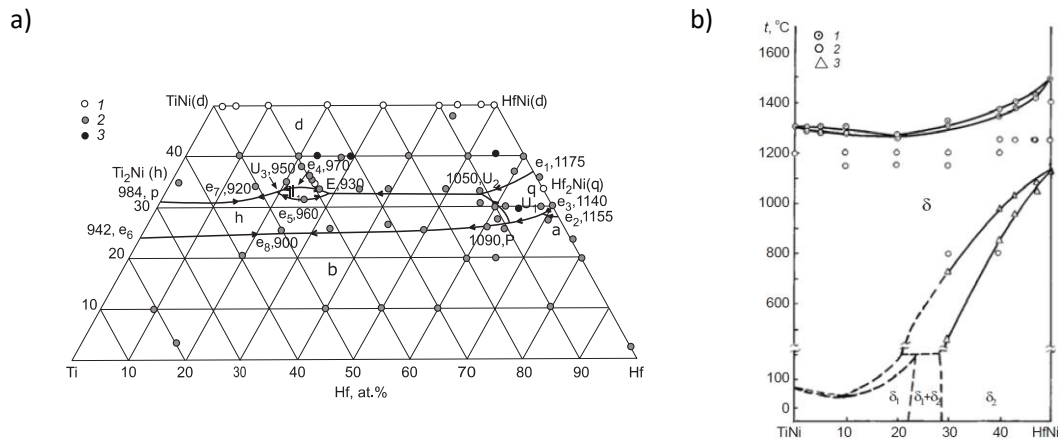 a)
1
2
3
TiNi(d)
HfNi(d)
d
40
Ti₂Ni (h)
U₃,950
e₄,970
e₁,1175
984, p
e₇,920
E,930
1050,U₂
Hf₂Ni(q)
q
30
h
e₅,960
U₁
e₃,1140
e₂,1155
942, e₆
e₈,900
1090,P
a
20
b
10
Ti
10
20
30
40
50
60
70
80
90
Hf
Hf, at.%
b)
t, °C
1
2
3
1600
1400
1200
1000
800
600
100
0
δ
δ₁
δ₁+δ₂
δ₂
TiNi
10
20
30
40
HfNi